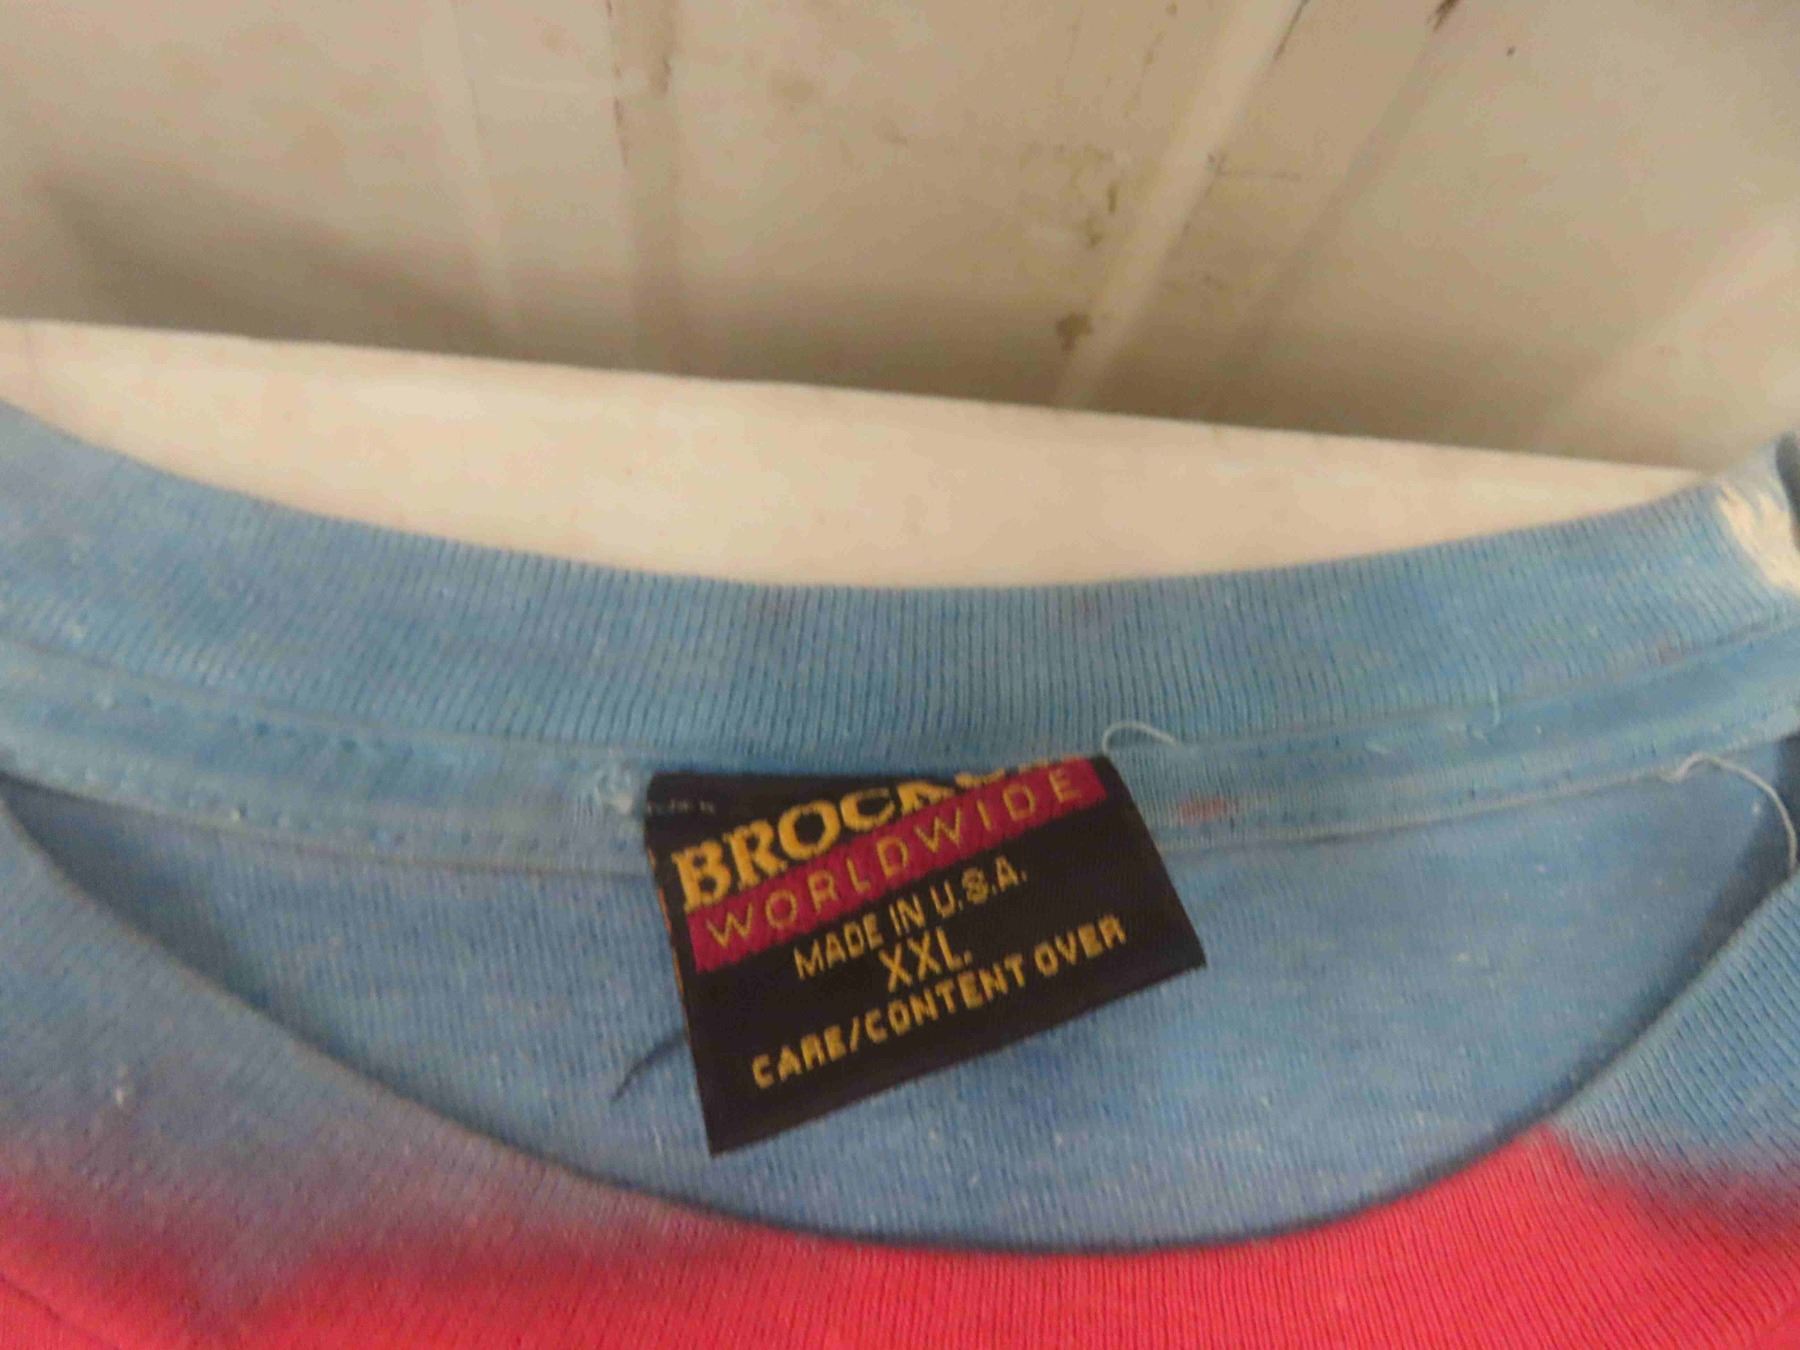 WORLDWIDE
MADE IN U.S.A.
XXL.
CARE/CONTENT OVER